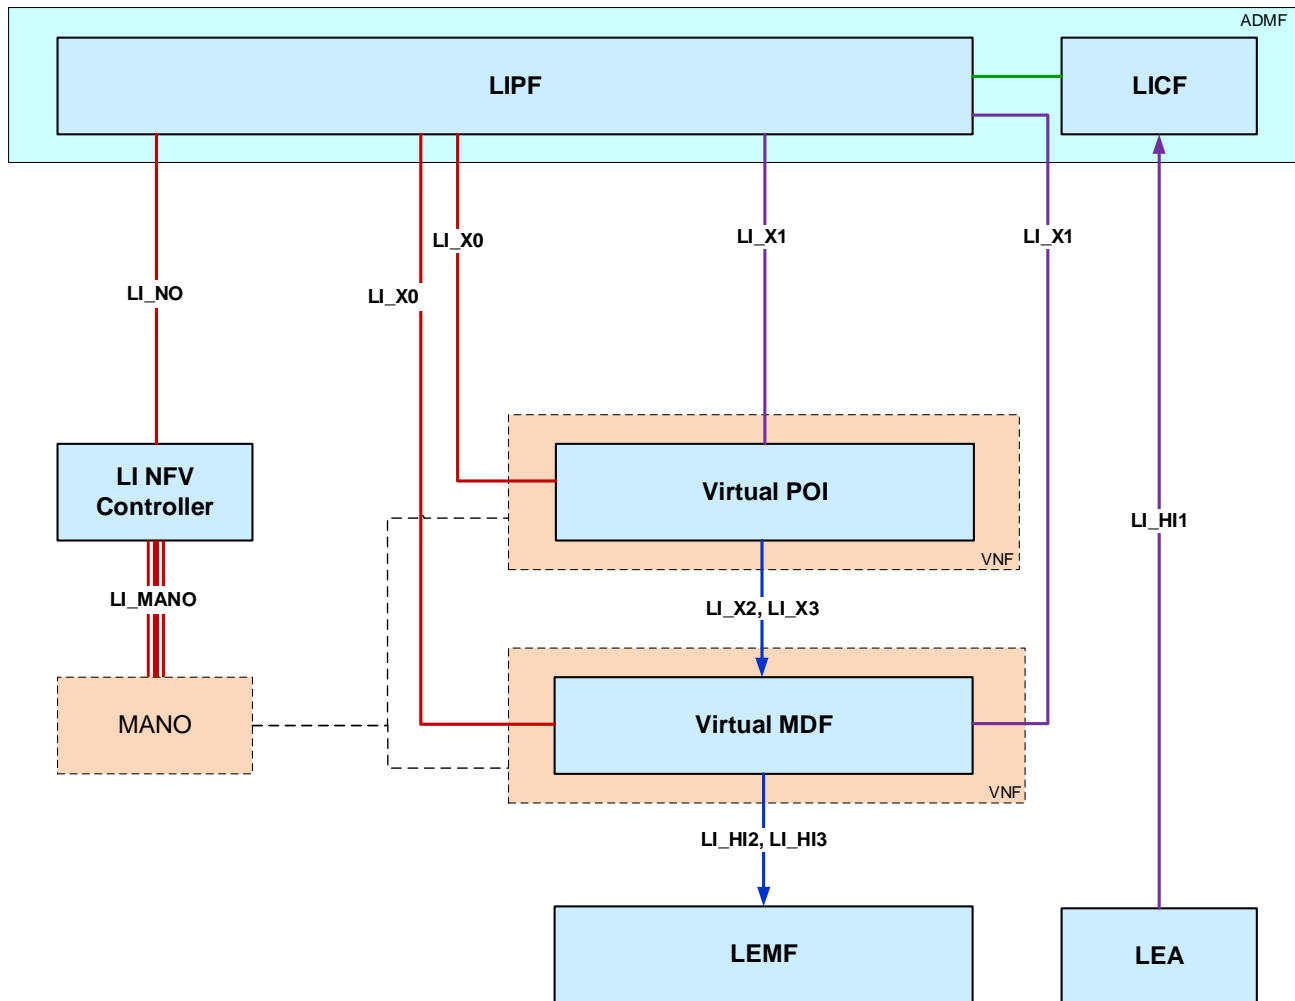 ADMF
LIPF
LICF
LI_X0
LI_X1
LI_X1
LI_NO
LI_X0
LI NFV
Controller
Virtual POI
LI_HI1
VNF
LI_MANO
LI_X2, LI_X3
MANO
Virtual MDF
VNF
LI_HI2, LI_HI3
LEMF
LEA